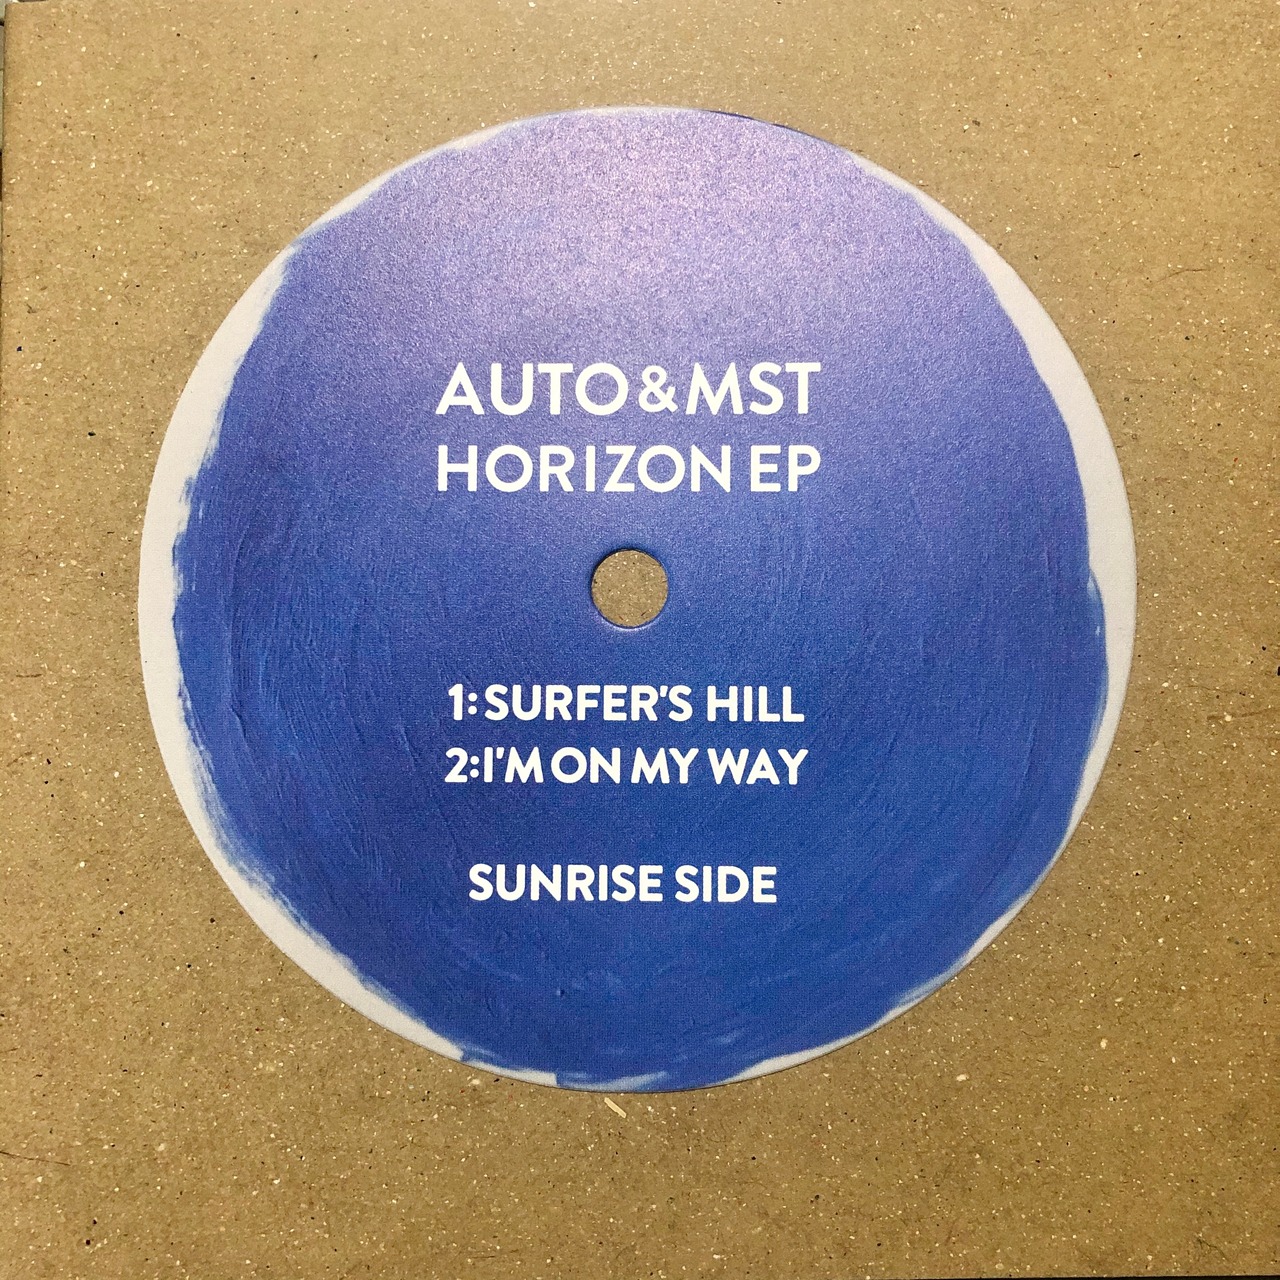 AUTO&MST
HORIZON EP
1:SURFER'S HILL
2:I'M ON MY WAY
SUNRISE SIDE